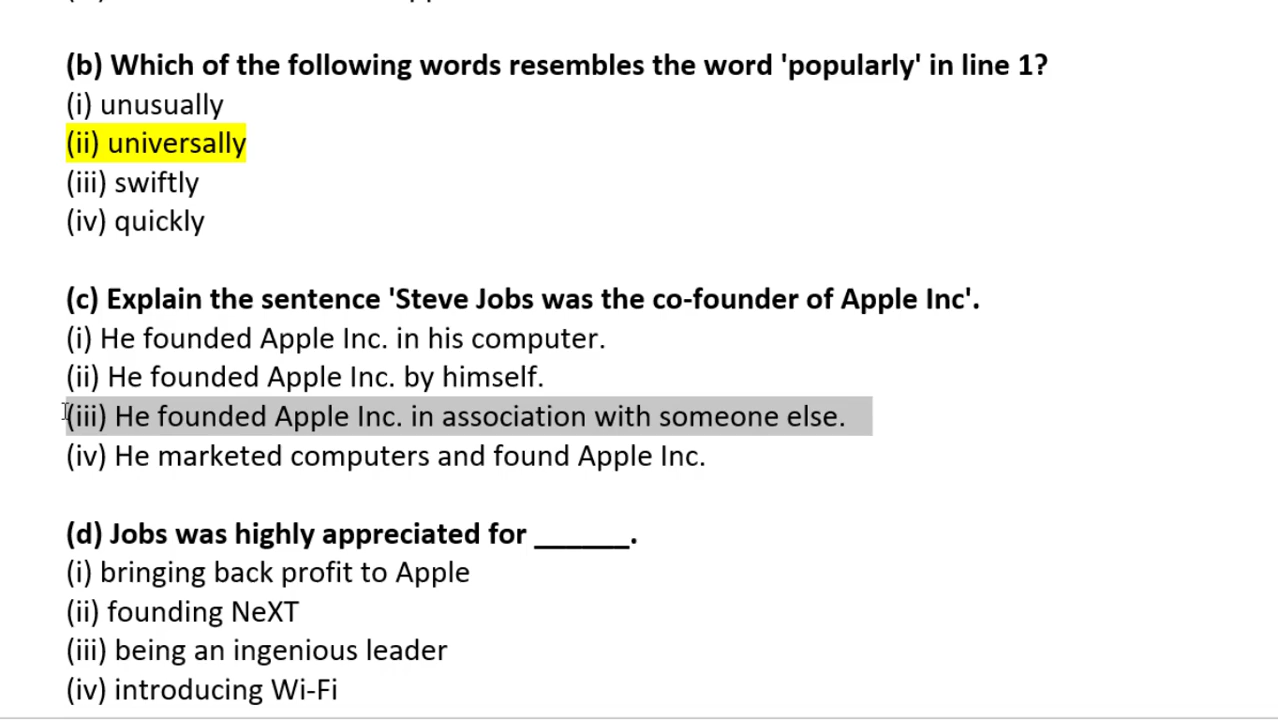 (b) Which of the following words resembles the word 'popularly' in line 1?
(i) unusually
(ii) universally
(iii) swiftly
(iv) quickly
(c) Explain the sentence 'Steve Jobs was the co-founder of Apple Inc'.
(i) He founded Apple Inc. in his computer.
(ii) He founded Apple Inc. by himself.
(iii) He founded Apple Inc. in association with someone else.
(iv) He marketed computers and found Apple Inc.
(d) Jobs was highly appreciated for ______.
(i) bringing back profit to Apple
(ii) founding NeXT
(iii) being an ingenious leader
(iv) introducing Wi-Fi